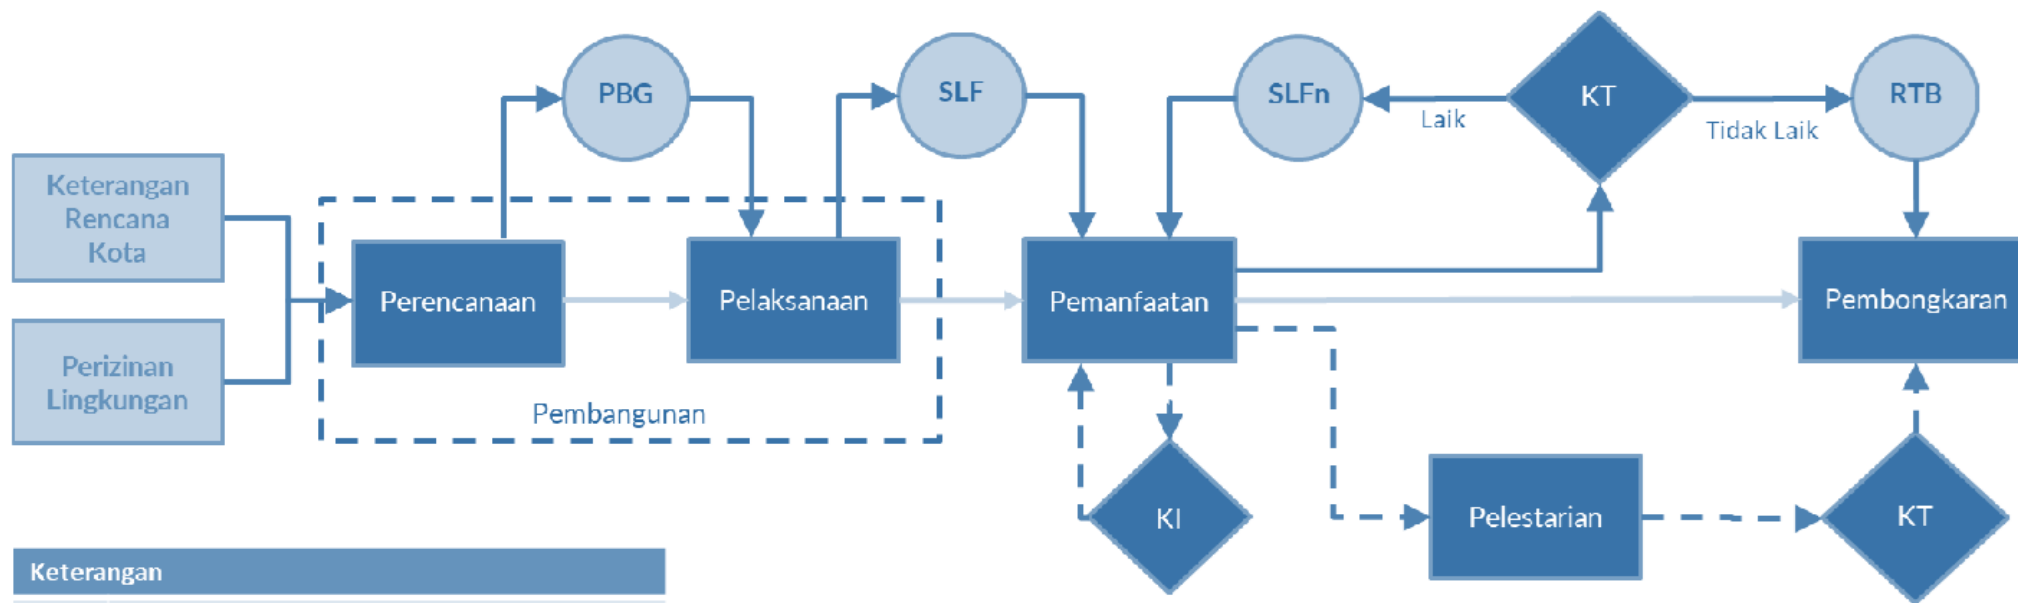 PBG
SLF
SLFn
Laik
KT
Tidak Laik
RTB
Keterangan
Rencana
Kota
Perizinan
Lingkungan
Perencanaan
Pelaksanaan
Pembangunan
Pemanfaatan
Pembongkaran
KI
Pelestarian
KT
Keterangan